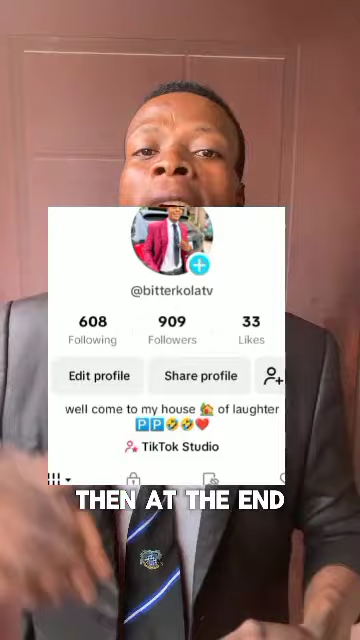 @bitterkolatv
608 909 33
Following Followers Likes
Edit profile Share profile
well come to my house 🏡 of laughter
🅿️🅿️🤣🤣❤️
TikTok Studio
THEN AT THE END